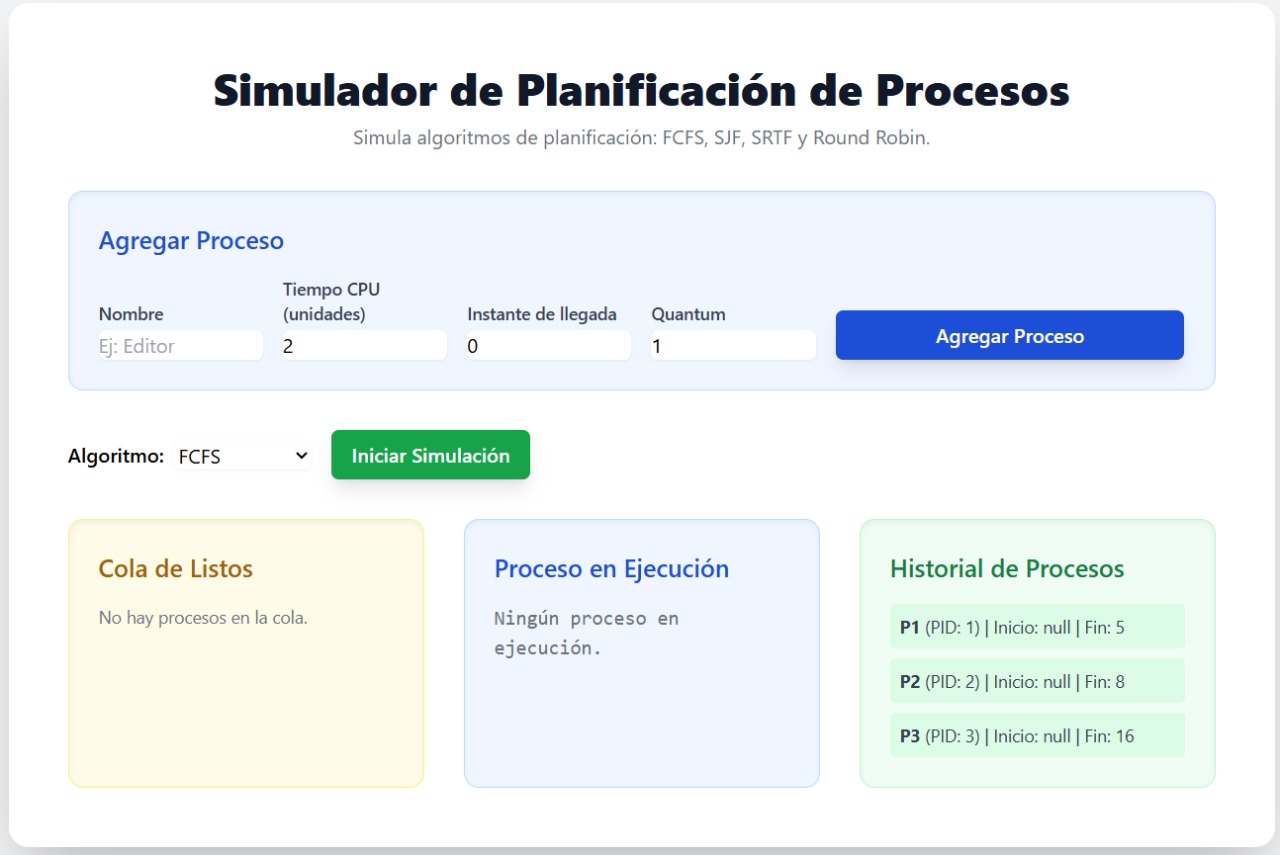 Simulador de Planificación de Procesos
Simula algoritmos de planificación: FCFS, SJF, SRTF y Round Robin.
Agregar Proceso
Nombre
Ej: Editor
Tiempo CPU
(unidades)
2
Instante de llegada
0
Quantum
1
Agregar Proceso
Algoritmo: FCFS
Iniciar Simulación
Cola de Listos
No hay procesos en la cola.
Proceso en Ejecución
Ningún proceso en
ejecución.
Historial de Procesos
P1 (PID: 1) | Inicio: null | Fin: 5
P2 (PID: 2) | Inicio: null | Fin: 8
P3 (PID: 3) | Inicio: null | Fin: 16